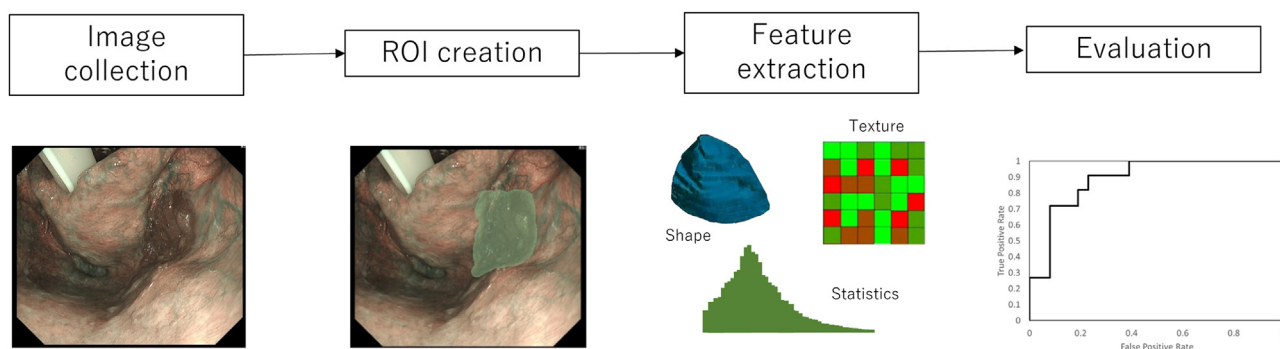 Image
collection
ROI creation
Feature
extraction
Evaluation
Shape
Texture
Statistics
True Positive Rate
1
0.9
0.8
0.7
0.6
0.5
0.4
0.3
0.2
0.1
0
0
0.2
0.4
0.6
0.8
False Positive Rate